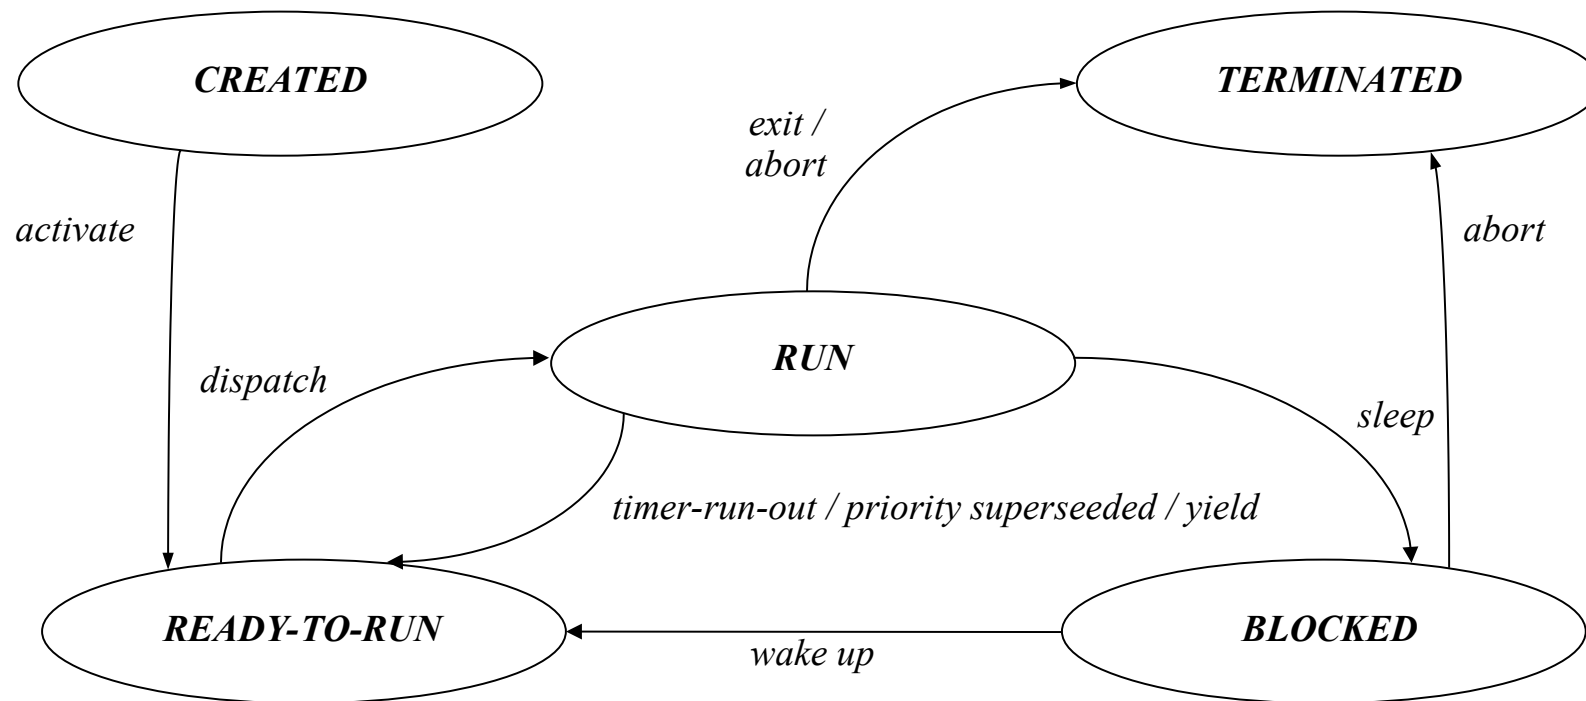 CREATED
TERMINATED
exit /
abort
activate
abort
RUN
dispatch
sleep
timer-run-out / priority superseeded / yield
READY-TO-RUN
BLOCKED
wake up